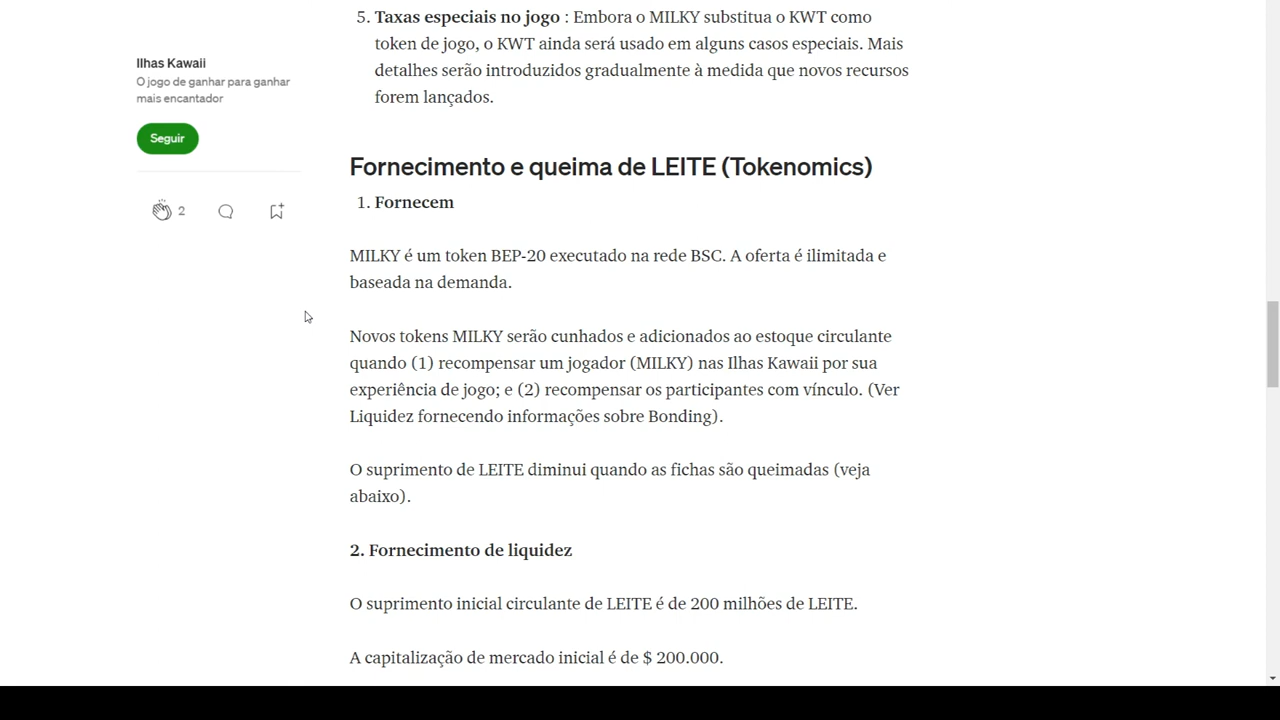 5. Taxas especiais no jogo : Embora o MILKY substitua o KWT como
token de jogo, o KWT ainda será usado em alguns casos especiais. Mais
detalhes serão introduzidos gradualmente à medida que novos recursos
forem lançados.
Ilhas Kawaii
O jogo de ganhar para ganhar
mais encantador
Seguir
2
Fornecimento e queima de LEITE (Tokenomics)
1. Fornecem
MILKY é um token BEP-20 executado na rede BSC. A oferta é ilimitada e
baseada na demanda.
Novos tokens MILKY serão cunhados e adicionados ao estoque circulante
quando (1) recompensar um jogador (MILKY) nas Ilhas Kawaii por sua
experiência de jogo; e (2) recompensar os participantes com vínculo. (Ver
Liquidez fornecendo informações sobre Bonding).
O suprimento de LEITE diminui quando as fichas são queimadas (veja
abaixo).
2. Fornecimento de liquidez
O suprimento inicial circulante de LEITE é de 200 milhões de LEITE.
A capitalização de mercado inicial é de $ 200.000.